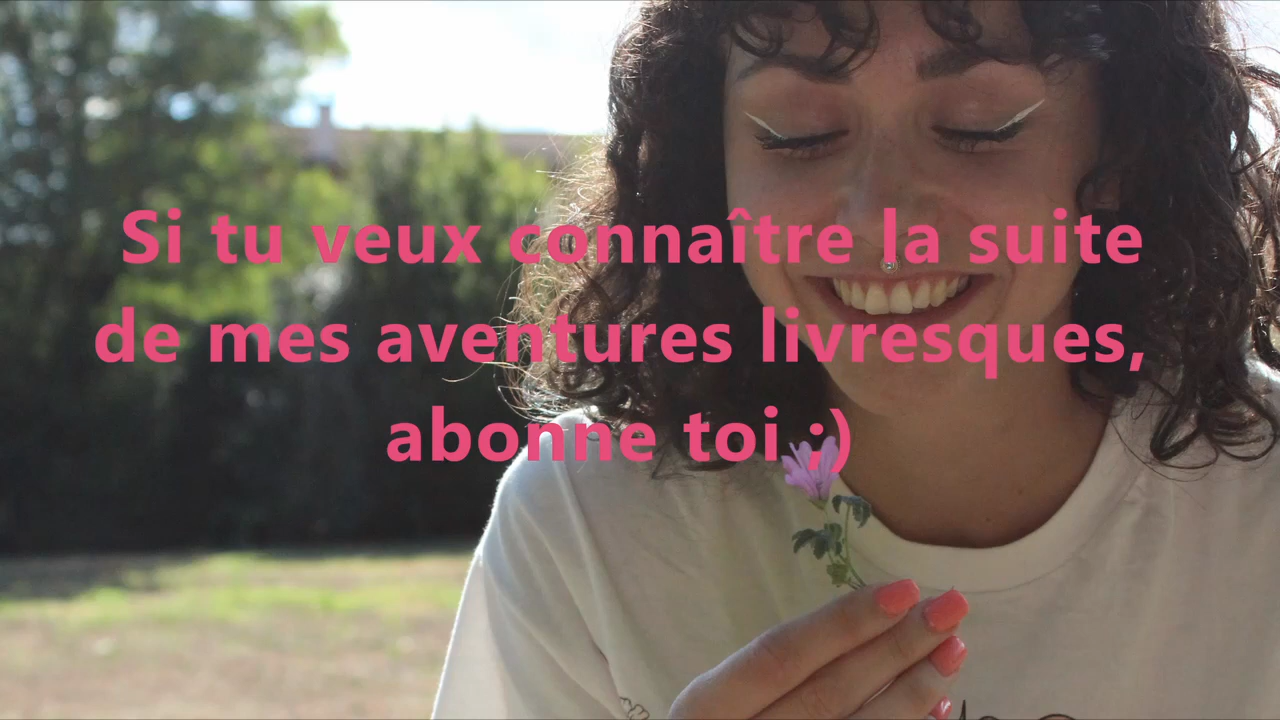 Si tu veux connaître la suite
de mes aventures livresques,
abonne toi ;)